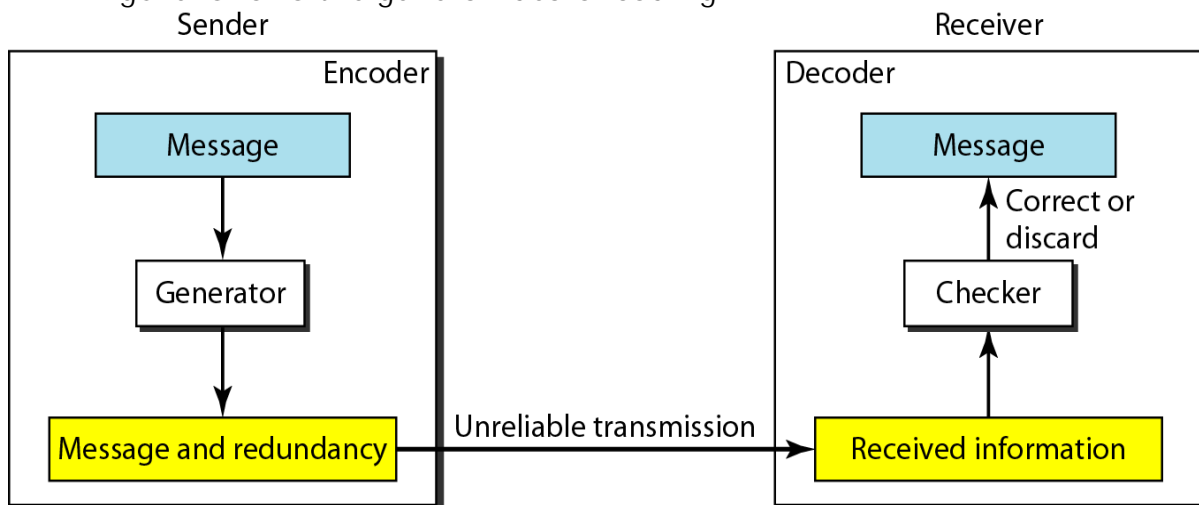 Sender
Receiver
Encoder
Decoder
Message
Message
Correct or
discard
Generator
Checker
Message and redundancy
Unreliable transmission
Received information